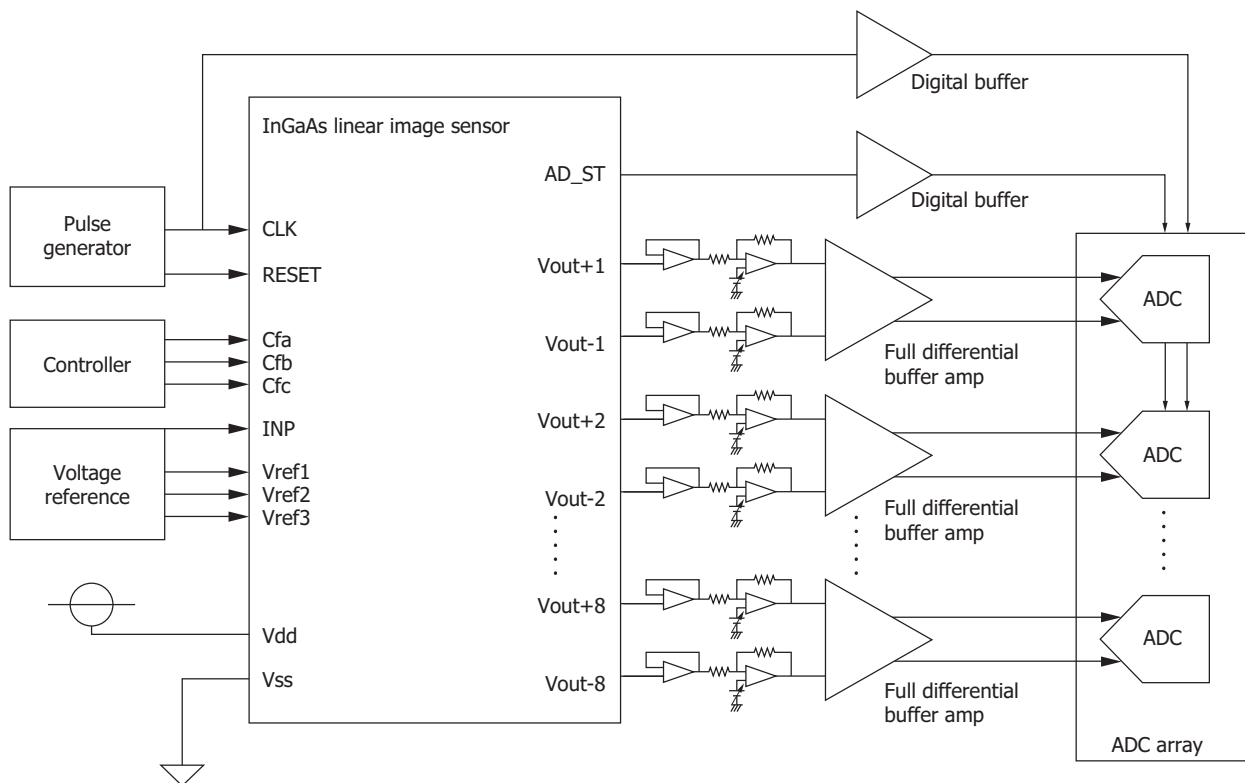 Digital buffer
InGaAs linear image sensor
AD_ST
Digital buffer
Pulse
generator
CLK
RESET
Vout+1
ADC
Controller
Cfa
Cfb
Cfc
Vout-1
Full differential
buffer amp
INP
Vout+2
Voltage
reference
Vref1
Vref2
Vref3
ADC
Vout-2
Full differential
buffer amp
Vout+8
Vdd
ADC
Vss
Vout-8
Full differential
buffer amp
ADC array